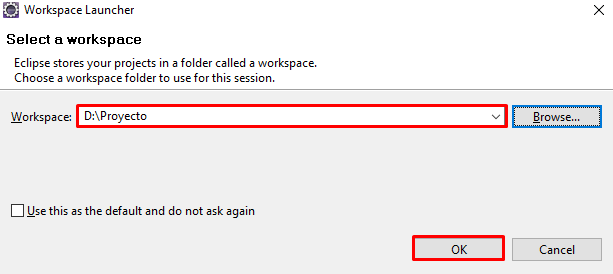 Workspace Launcher
Select a workspace
Eclipse stores your projects in a folder called a workspace.
Choose a workspace folder to use for this session.
Workspace: D:\Proyecto Browse...
Use this as the default and do not ask again
OK Cancel